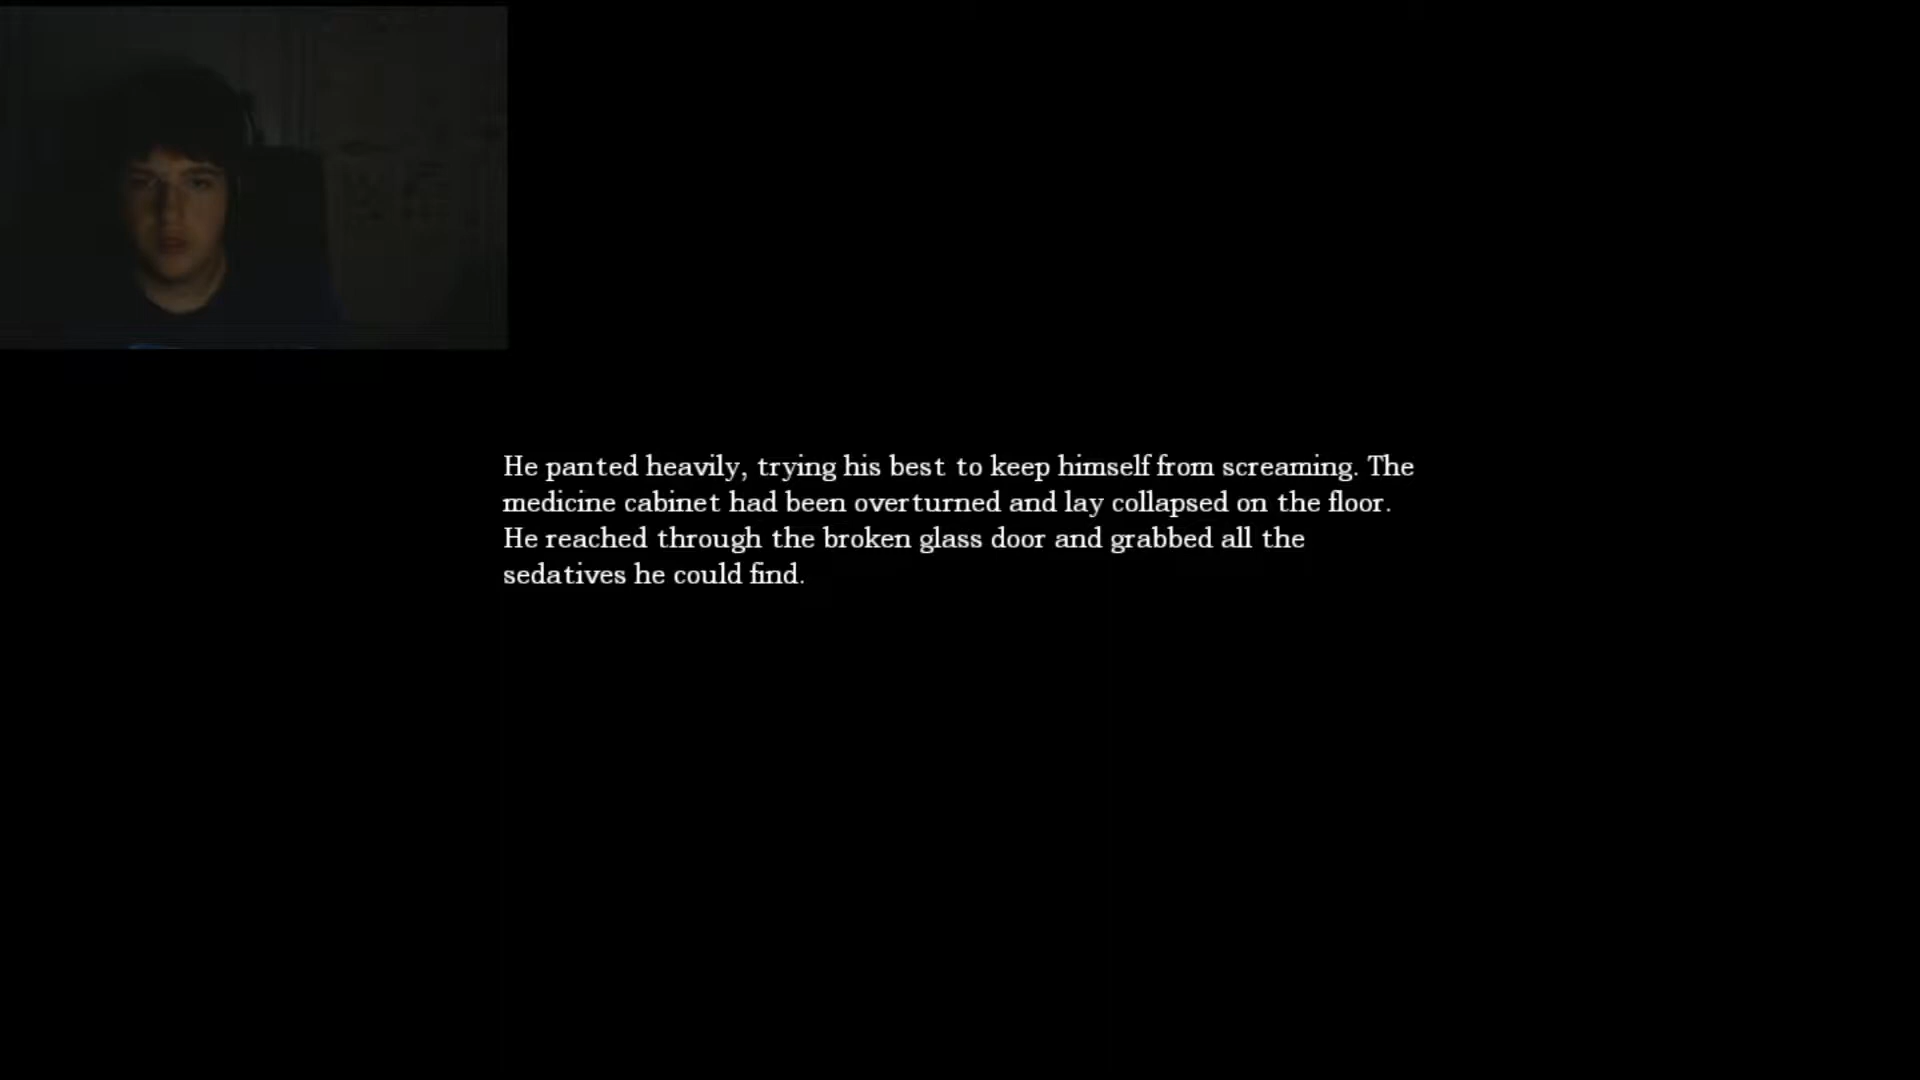 He panted heavily, trying his best to keep himself from screaming. The
medicine cabinet had been overturned and lay collapsed on the floor.
He reached through the broken glass door and grabbed all the
sedatives he could find.